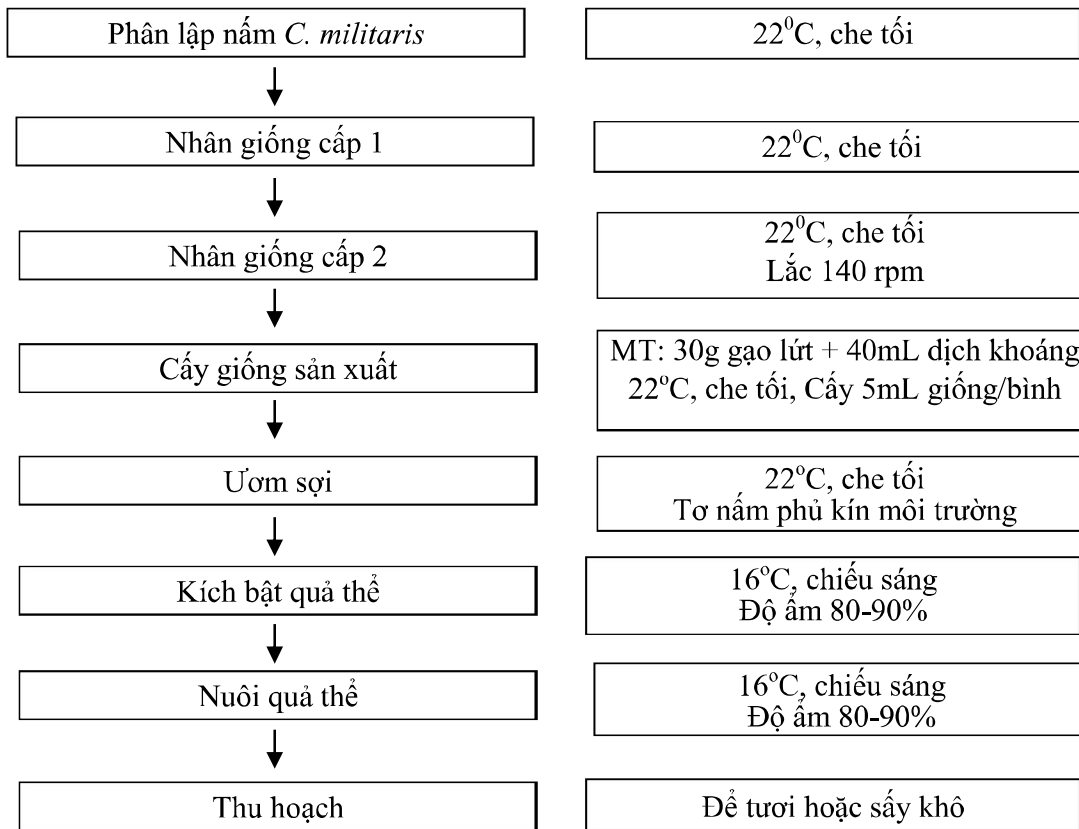 Phân lập nấm C. militaris
22⁰C, che tối
Nhân giống cấp 1
22⁰C, che tối
Nhân giống cấp 2
22⁰C, che tối
Lắc 140 rpm
Cấy giống sản xuất
MT: 30g gạo lứt + 40mL dịch khoáng
22ᵒC, che tối, Cấy 5mL giống/bình
Ươm sợi
22ᵒC, che tối
Tơ nấm phủ kín môi trường
Kích bật quả thể
16ᵒC, chiếu sáng
Độ ẩm 80-90%
Nuôi quả thể
16ᵒC, chiếu sáng
Độ ẩm 80-90%
Thu hoạch
Để tươi hoặc sấy khô